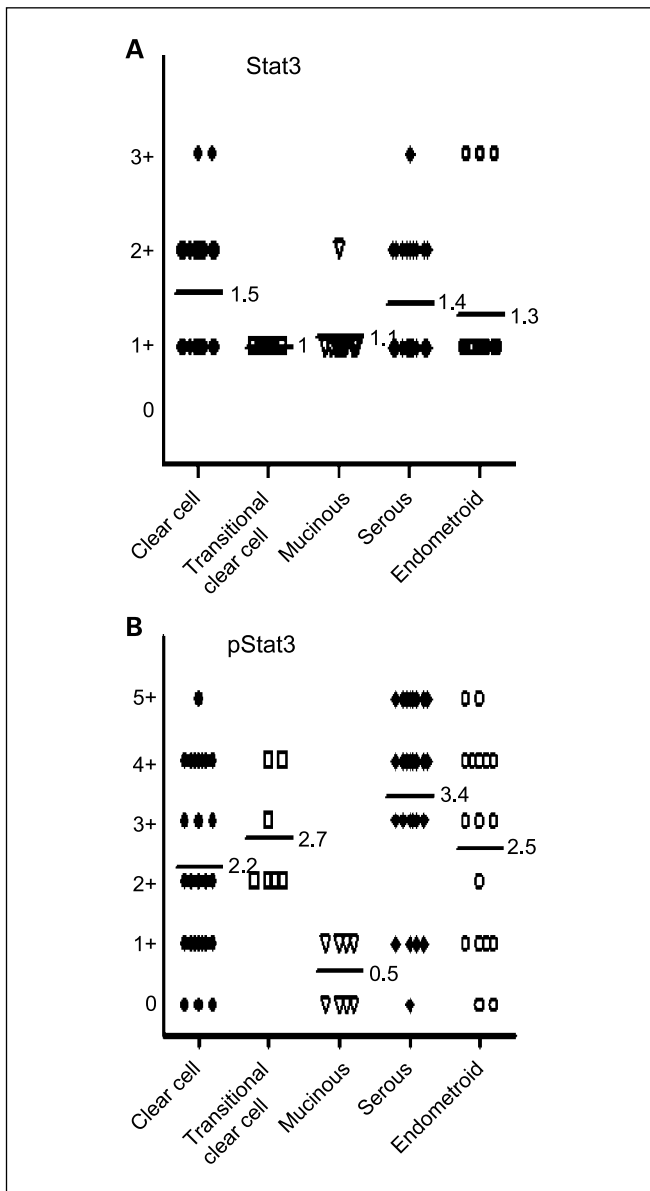 A
Stat3
3+
2+
1.5
1.4
1.3
1+
1
1.1
0
Clear cell
Transitional
clear cell
Mucinous
Serous
Endometroid
B
pStat3
5+
4+
3.4
3+
2.7
2.5
2.2
2+
1+
0.5
0
Clear cell
Transitional
clear cell
Mucinous
Serous
Endometroid